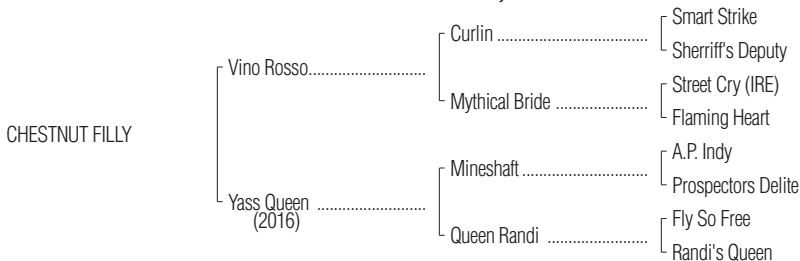 Smart Strike
Curlin
Sherriff's Deputy
Vino Rosso
Street Cry (IRE)
Mythical Bride
Flaming Heart
CHESTNUT FILLY
A.P. Indy
Mineshaft
Prospectors Delite
Yass Queen
(2016)
Fly So Free
Queen Randi
Randi's Queen